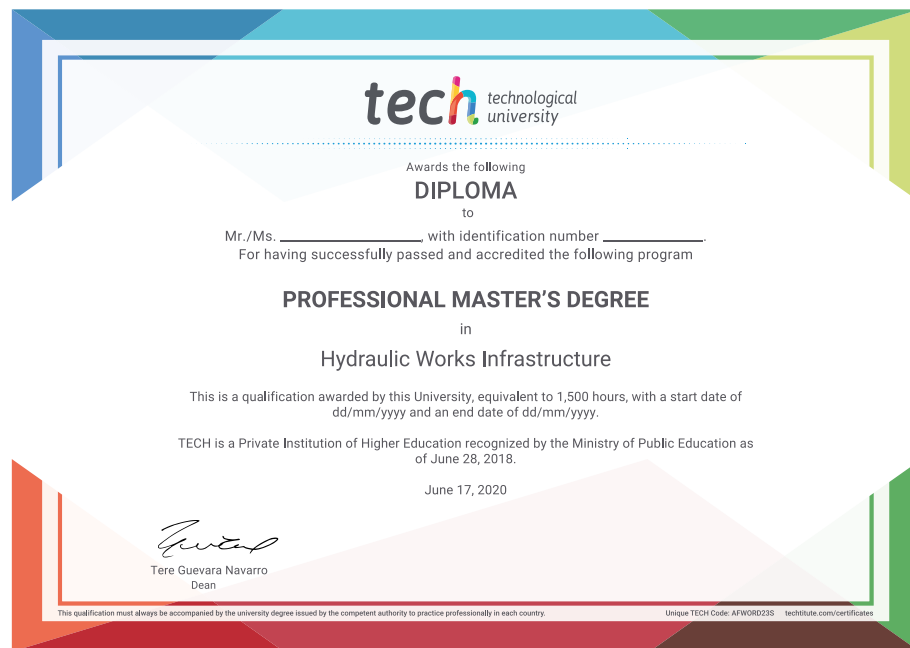 tech technological
university
Awards the following
DIPLOMA
to
Mr./Ms. ____________________, with identification number ______________.
For having successfully passed and accredited the following program
PROFESSIONAL MASTER'S DEGREE
in
Hydraulic Works Infrastructure
This is a qualification awarded by this University, equivalent to 1,500 hours, with a start date of
dd/mm/yyyy and an end date of dd/mm/yyyy.
TECH is a Private Institution of Higher Education recognized by the Ministry of Public Education as
of June 28, 2018.
June 17, 2020
Tere Guevara Navarro
Dean
This qualification must always be accompanied by the university degree issued by the competent authority to practice professionally in each country. Unique TECH Code: AFWORD23S techtitute.com/certificates